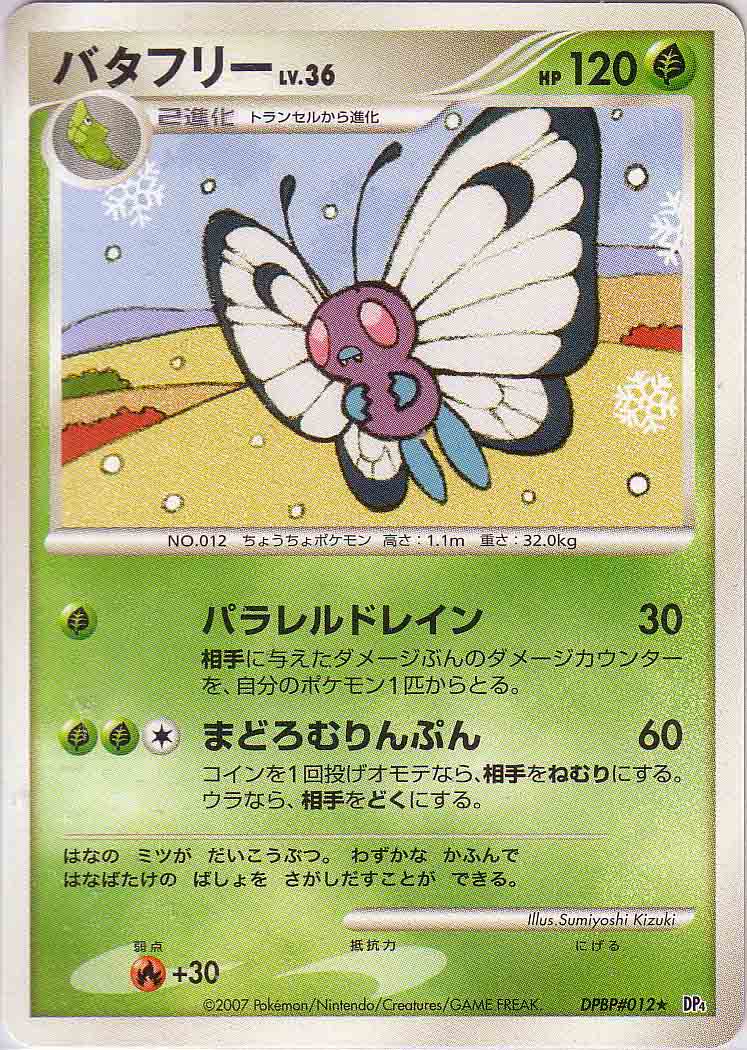 バタフリー LV.36 HP 120
2進化 トランセルから進化
NO.012 ちょうちょポケモン 高さ:1.1m 重さ:32.0kg
パラレルドレイン 30
相手に与えたダメージぶんのダメージカウンター
を、自分のポケモン1匹からとる。
まどろむりんぷん 60
コインを1回投げオモテなら、相手をねむりにする。
ウラなら、相手をどくにする。
はなの ミツが だいこうぶつ。 わずかな かふんで
はなばたけの ばしょを さがしだすことが できる。
Illus.Sumiyoshi Kizuki
弱点 抵抗力 にげる
+30
©2007 Pokémon/Nintendo/Creatures/GAME FREAK. DPBP#012★ DP4